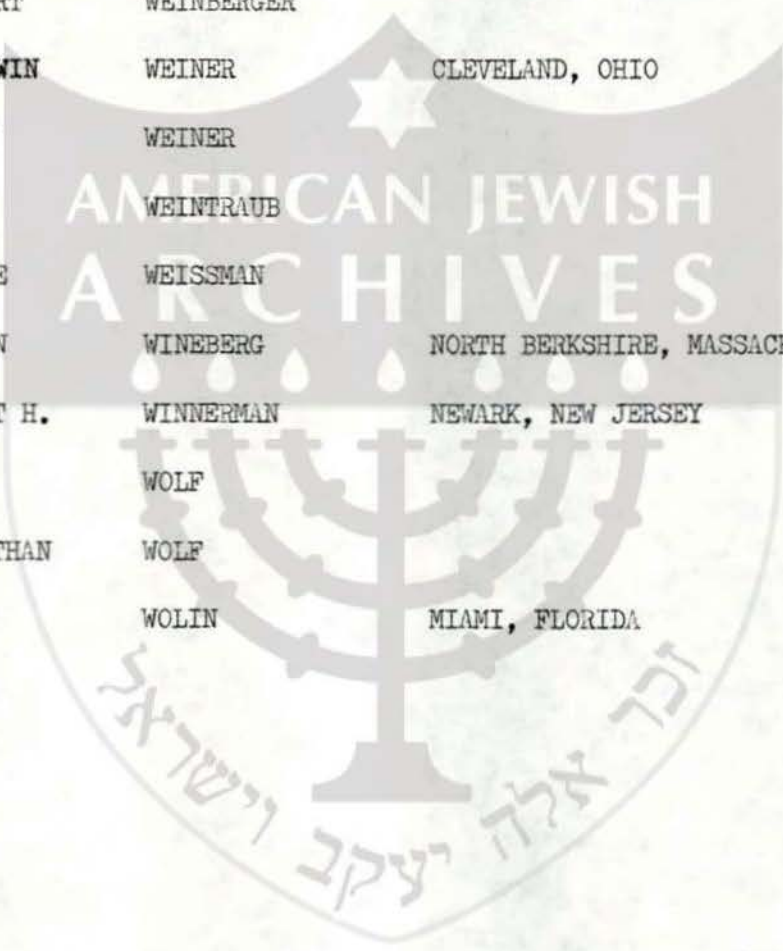 WEINBERGER
WIN WEINER CLEVELAND, OHIO
WEINER
WEINTRAUB
E WEISSMAN
N WINEBERG NORTH BERKSHIRE, MASSAC
T H. WINNERMAN NEWARK, NEW JERSEY
WOLF
THAN WOLF
WOLIN MIAMI, FLORIDA
AMERICAN JEWISH
ARCHIVES
זכר אלה יעקב וישראל